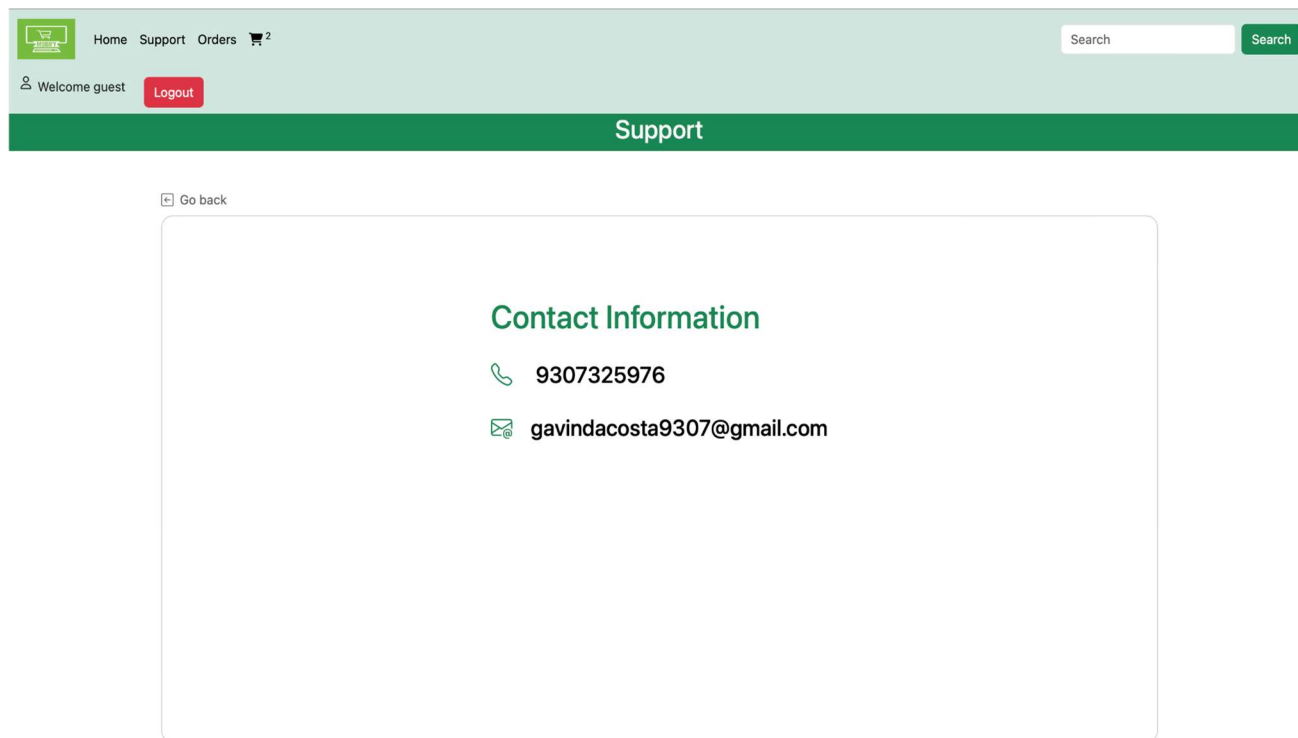 Home Support Orders 2 Search Search
Welcome guest Logout
Support
Go back
Contact Information
9307325976
gavindacosta9307@gmail.com